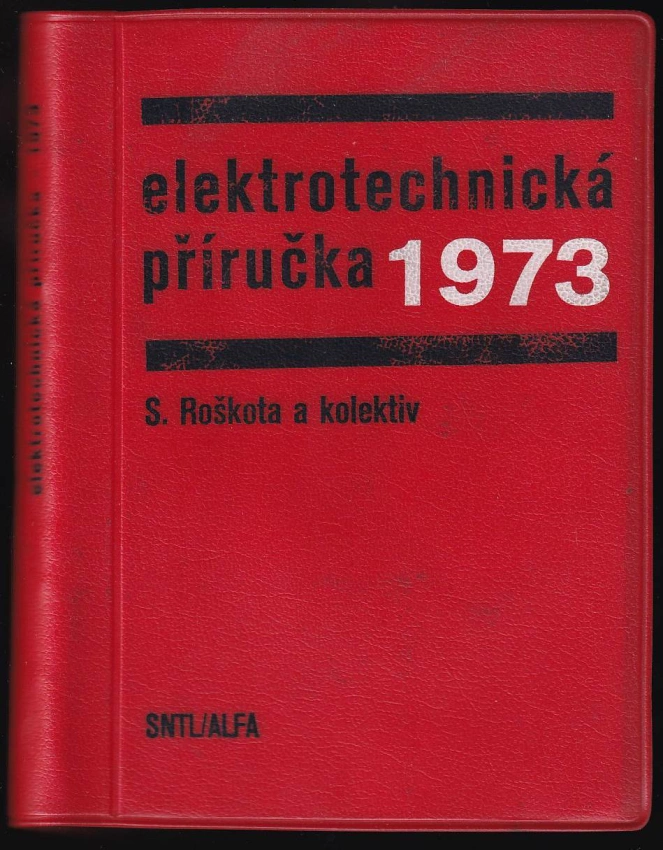 elektrotechnická
příručka 1973
S. Roškota a kolektiv
SNTL/ALFA
elektrotechnická příručka 1973